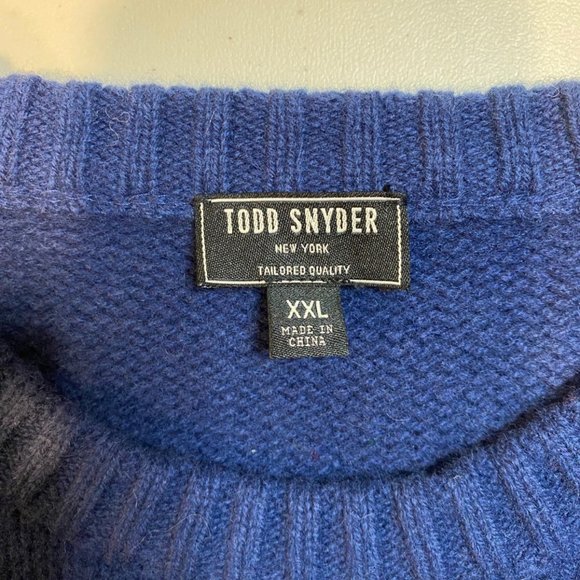 TODD SNYDER
NEW YORK
TAILORED QUALITY
XXL
MADE IN
CHINA